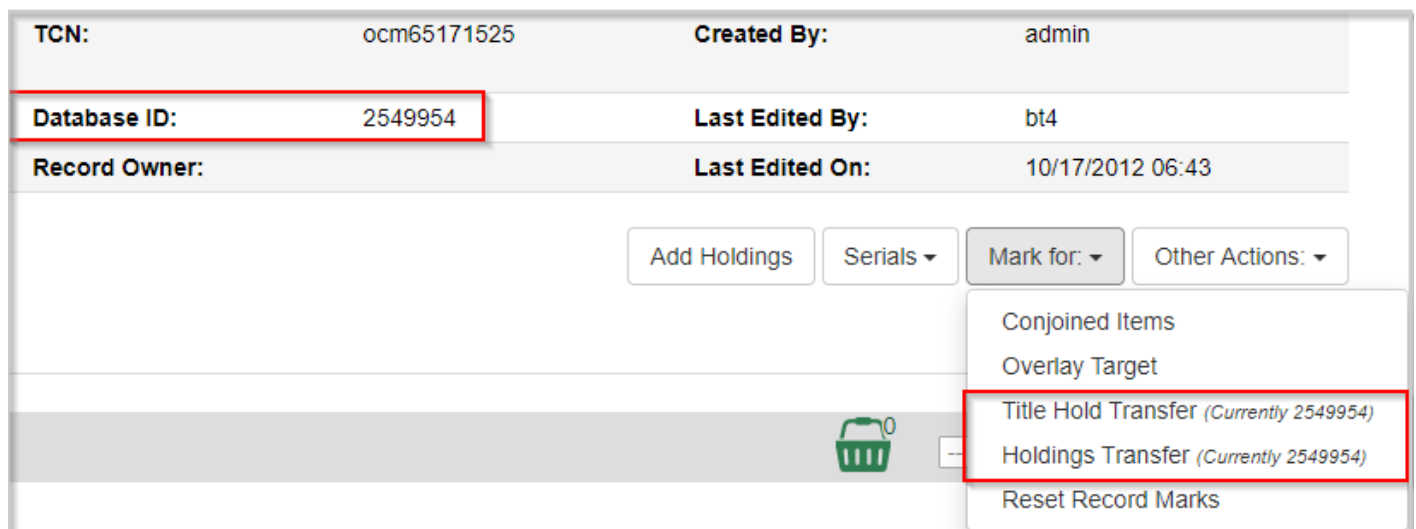 TCN: ocm65171525 Created By: admin
Database ID: 2549954 Last Edited By: bt4
Record Owner: Last Edited On: 10/17/2012 06:43
Add Holdings Serials Mark for: Other Actions:
Conjoined Items
Overlay Target
Title Hold Transfer (Currently 2549954)
0
Holdings Transfer (Currently 2549954)
--
Reset Record Marks